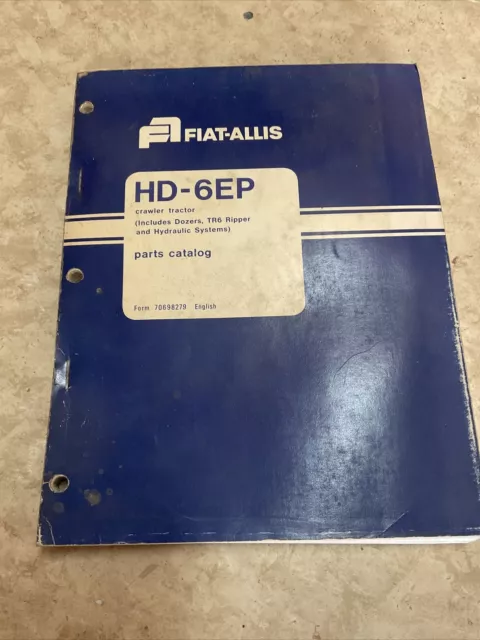 FIAT-ALLIS
HD-6EP
crawler tractor
(Includes Dozers, TR6 Ripper
and Hydraulic Systems)
parts catalog
Form 70698279 English